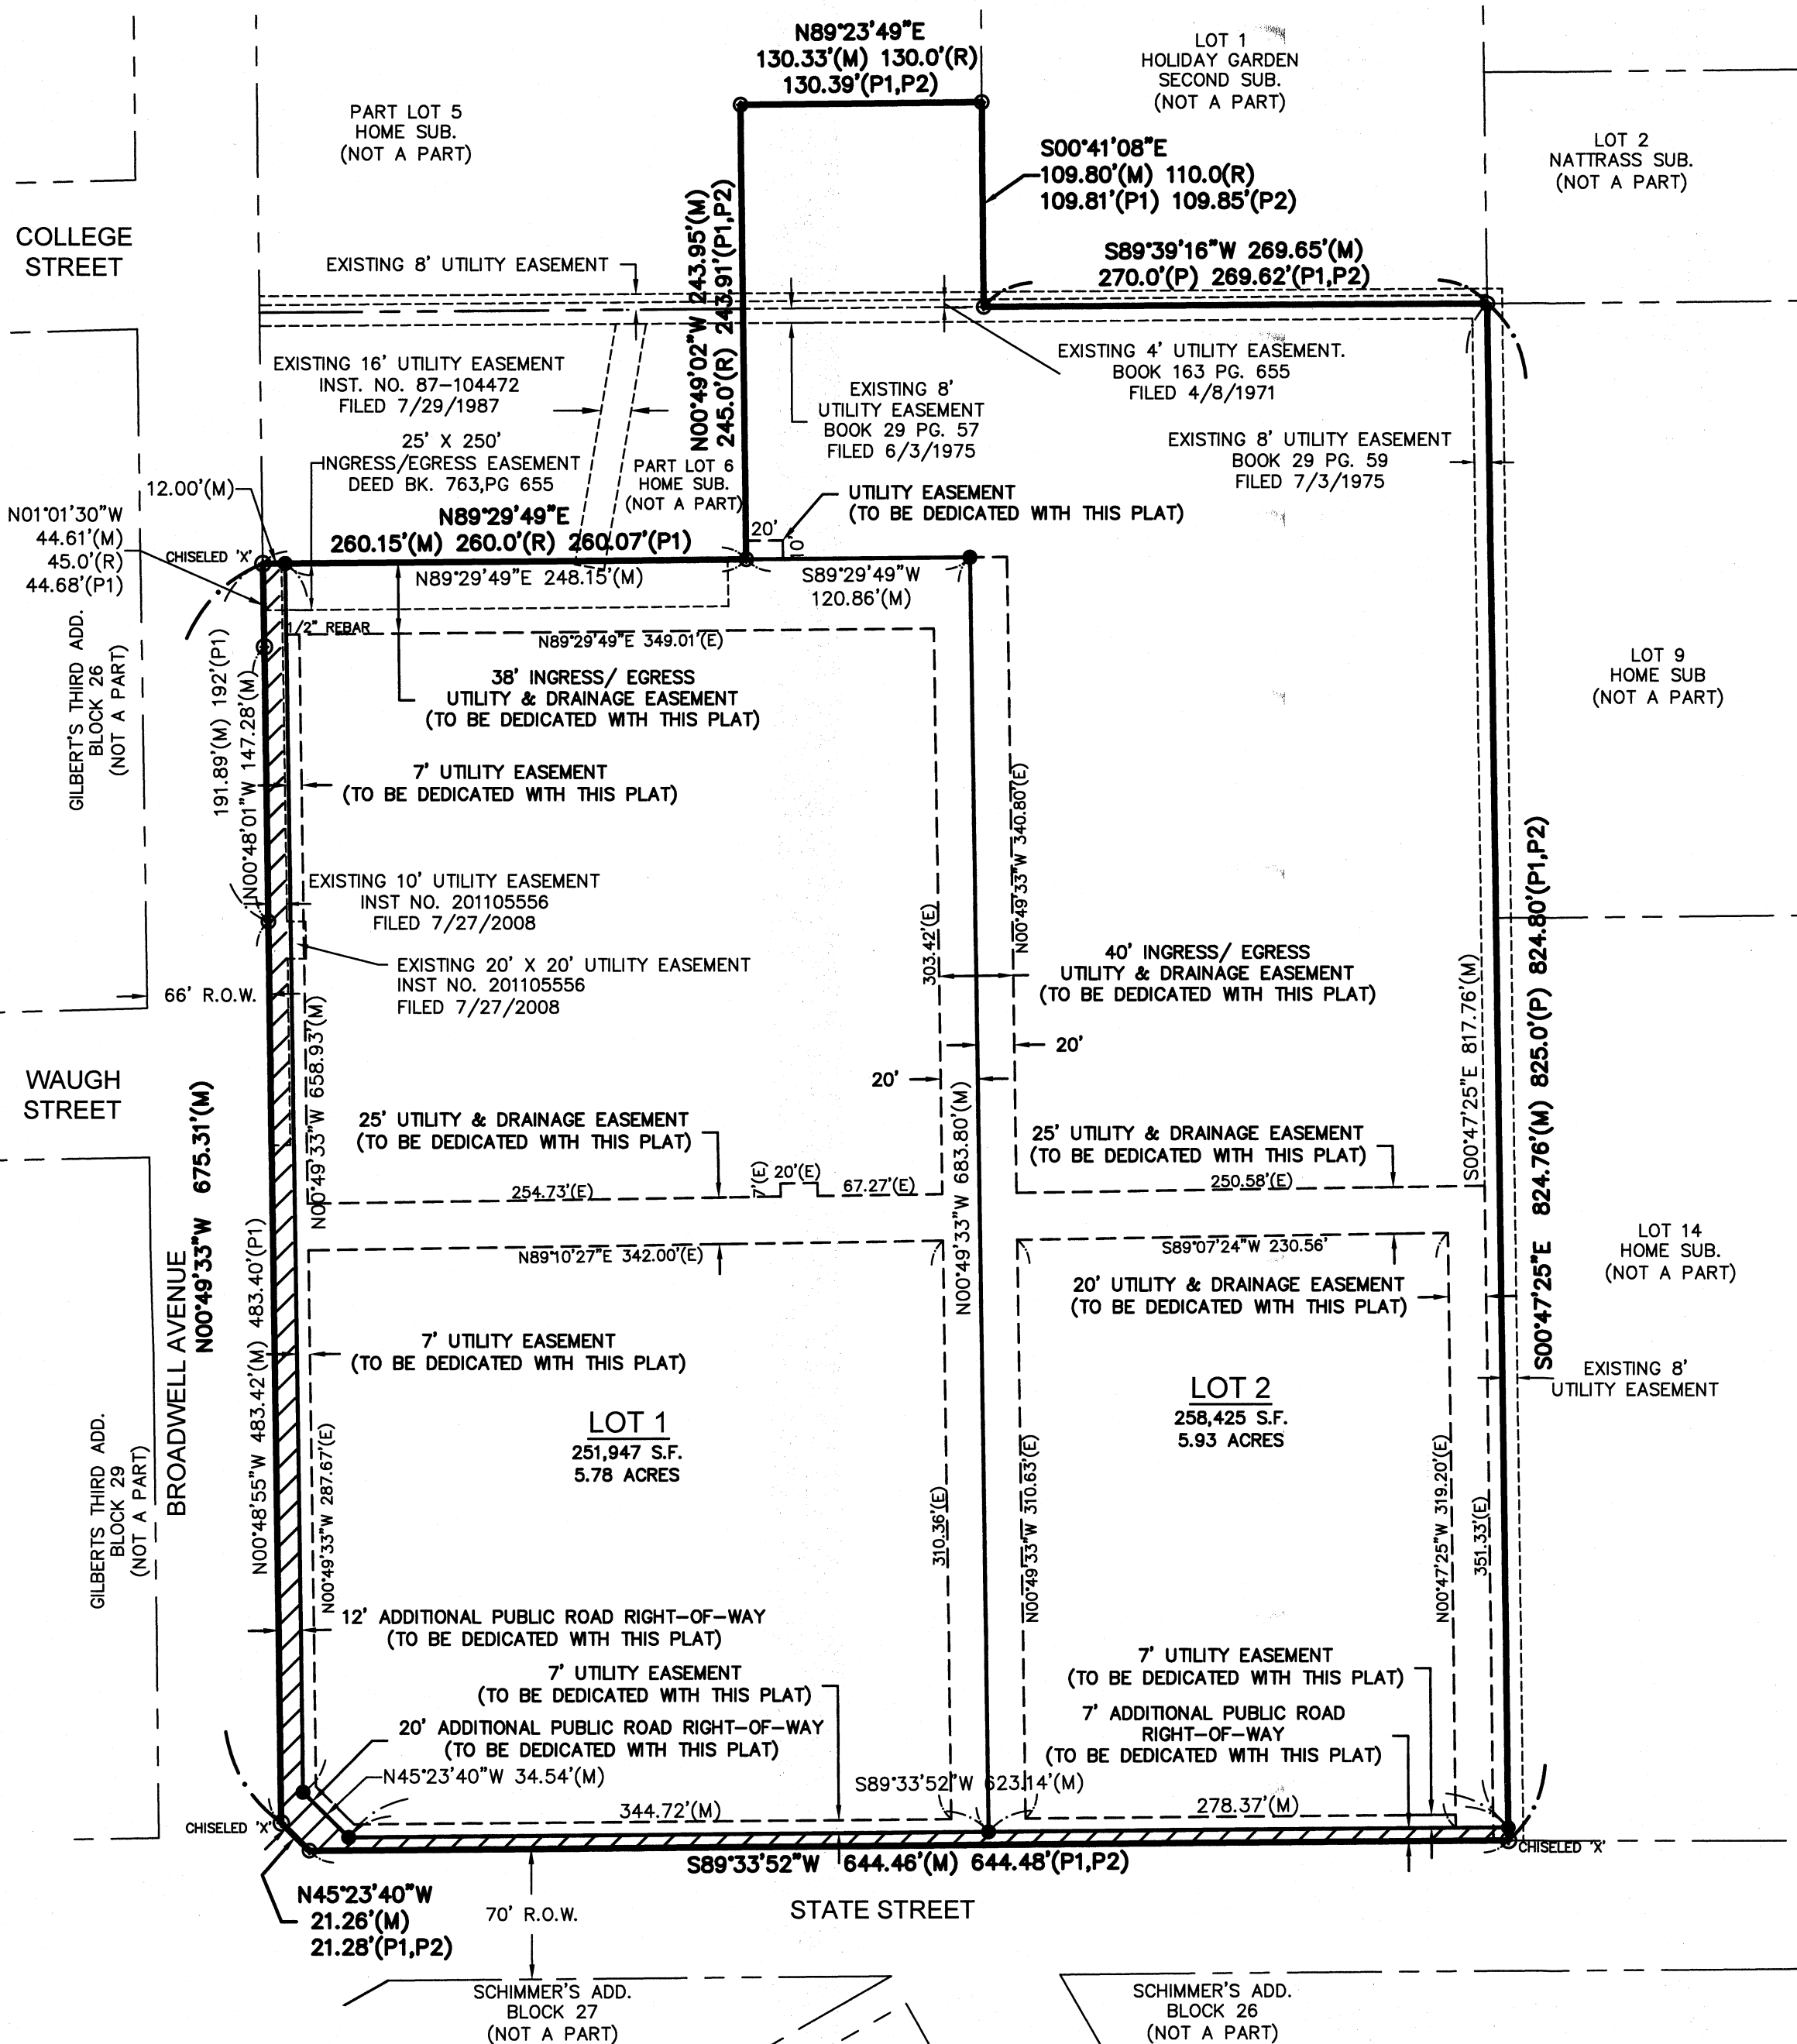 N89°23'49"E
130.33'(M) 130.0'(R)
130.39'(P1,P2)
LOT 1
HOLIDAY GARDEN
SECOND SUB.
(NOT A PART)
PART LOT 5
HOME SUB.
(NOT A PART)
LOT 2
NATTRASS SUB.
(NOT A PART)
S00°41'08"E
109.80'(M) 110.0(R)
109.81'(P1) 109.85'(P2)
COLLEGE
STREET
N00°49'02"W 243.95'(M)
245.0'(R) 243.91'(P1,P2)
S89°39'16"W 269.65'(M)
270.0'(P) 269.62'(P1,P2)
EXISTING 8' UTILITY EASEMENT
EXISTING 16' UTILITY EASEMENT
INST. NO. 87-104472
FILED 7/29/1987
EXISTING 8'
UTILITY EASEMENT
BOOK 29 PG. 57
FILED 6/3/1975
EXISTING 4' UTILITY EASEMENT.
BOOK 163 PG. 655
FILED 4/8/1971
25' X 250'
INGRESS/EGRESS EASEMENT
DEED BK. 763,PG 655
PART LOT 6
HOME SUB.
(NOT A PART)
EXISTING 8' UTILITY EASEMENT
BOOK 29 PG. 59
FILED 7/3/1975
12.00'(M)
N01°01'30"W
44.61'(M)
45.0'(R)
44.68'(P1)
CHISELED 'X'
N89°29'49"E
260.15'(M) 260.0'(R) 260.07'(P1)
UTILITY EASEMENT
(TO BE DEDICATED WITH THIS PLAT)
20'
10'
N89°29'49"E 248.15'(M)
S89°29'49"W
120.86'(M)
1/2" REBAR
N89°29'49"E 349.01'(E)
GILBERT'S THIRD ADD.
BLOCK 26
(NOT A PART)
191.89'(M) 192'(P1)
N00°48'01"W 147.28'(M)
38' INGRESS/ EGRESS
UTILITY & DRAINAGE EASEMENT
(TO BE DEDICATED WITH THIS PLAT)
LOT 9
HOME SUB
(NOT A PART)
7' UTILITY EASEMENT
(TO BE DEDICATED WITH THIS PLAT)
N00°49'33"W 340.80'(E)
303.42'(E)
EXISTING 10' UTILITY EASEMENT
INST NO. 201105556
FILED 7/27/2008
EXISTING 20' X 20' UTILITY EASEMENT
INST NO. 201105556
FILED 7/27/2008
40' INGRESS/ EGRESS
UTILITY & DRAINAGE EASEMENT
(TO BE DEDICATED WITH THIS PLAT)
66' R.O.W.
S00°47'25"E 817.76'(M)
S00°47'25"E 824.76'(M) 825.0'(P) 824.80'(P1,P2)
20'
20'
WAUGH
STREET
N00°49'33"W 658.93'(M)
N00°49'33"W 683.80'(M)
BROADWELL AVENUE
N00°49'33"W 675.31'(M)
25' UTILITY & DRAINAGE EASEMENT
(TO BE DEDICATED WITH THIS PLAT)
25' UTILITY & DRAINAGE EASEMENT
(TO BE DEDICATED WITH THIS PLAT)
254.73'(E)
7'(E)
20'(E)
67.27'(E)
250.58'(E)
N89°10'27"E 342.00'(E)
S89°07'24"W 230.56'
N00°48'55"W 483.42'(M) 483.40'(P1)
LOT 14
HOME SUB.
(NOT A PART)
20' UTILITY & DRAINAGE EASEMENT
(TO BE DEDICATED WITH THIS PLAT)
7' UTILITY EASEMENT
(TO BE DEDICATED WITH THIS PLAT)
EXISTING 8'
UTILITY EASEMENT
LOT 1
251,947 S.F.
5.78 ACRES
LOT 2
258,425 S.F.
5.93 ACRES
GILBERTS THIRD ADD.
BLOCK 29
(NOT A PART)
N00°49'33"W 287.67'(E)
310.36'(E)
N00°49'33"W 310.63'(E)
N00°47'25"W 319.20'(E)
351.33'(E)
12' ADDITIONAL PUBLIC ROAD RIGHT-OF-WAY
(TO BE DEDICATED WITH THIS PLAT)
7' UTILITY EASEMENT
(TO BE DEDICATED WITH THIS PLAT)
7' UTILITY EASEMENT
(TO BE DEDICATED WITH THIS PLAT)
20' ADDITIONAL PUBLIC ROAD RIGHT-OF-WAY
(TO BE DEDICATED WITH THIS PLAT)
7' ADDITIONAL PUBLIC ROAD
RIGHT-OF-WAY
(TO BE DEDICATED WITH THIS PLAT)
N45°23'40"W 34.54'(M)
S89°33'52"W 623.14'(M)
344.72'(M)
278.37'(M)
CHISELED 'X'
CHISELED 'X'
S89°33'52"W 644.46'(M) 644.48'(P1,P2)
N45°23'40"W
21.26'(M)
21.28'(P1,P2)
70' R.O.W.
STATE STREET
SCHIMMER'S ADD.
BLOCK 27
(NOT A PART)
SCHIMMER'S ADD.
BLOCK 26
(NOT A PART)